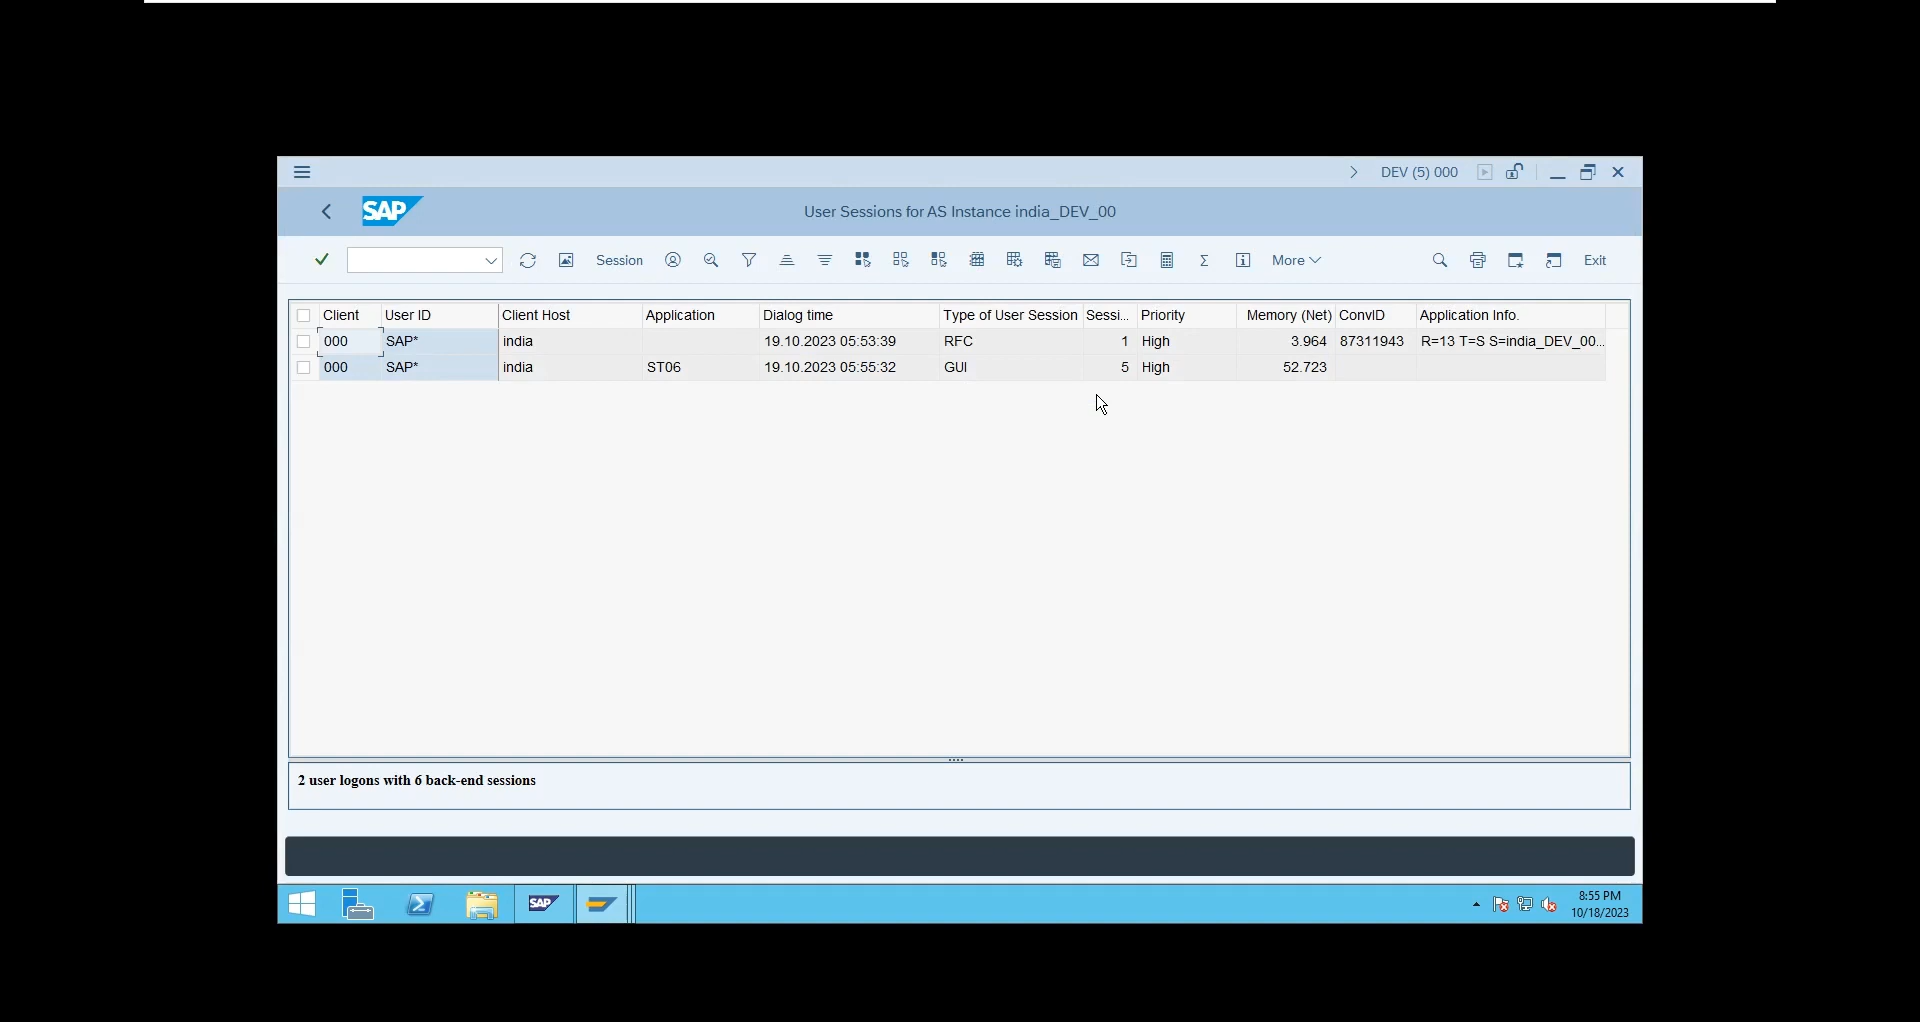 DEV (5) 000
SAP
User Sessions for AS Instance india_DEV_00
Session More Exit
Client User ID Client Host Application Dialog time Type of User Session Sessi... Priority Memory (Net) ConvID Application Info.
000 SAP* india 19.10.2023 05:53:39 RFC 1 High 3.964 87311943 R=13 T=S S=india_DEV_00...
000 SAP* india ST06 19.10.2023 05:55:32 GUI 5 High 52.723
2 user logons with 6 back-end sessions
SAP
8:55 PM
10/18/2023